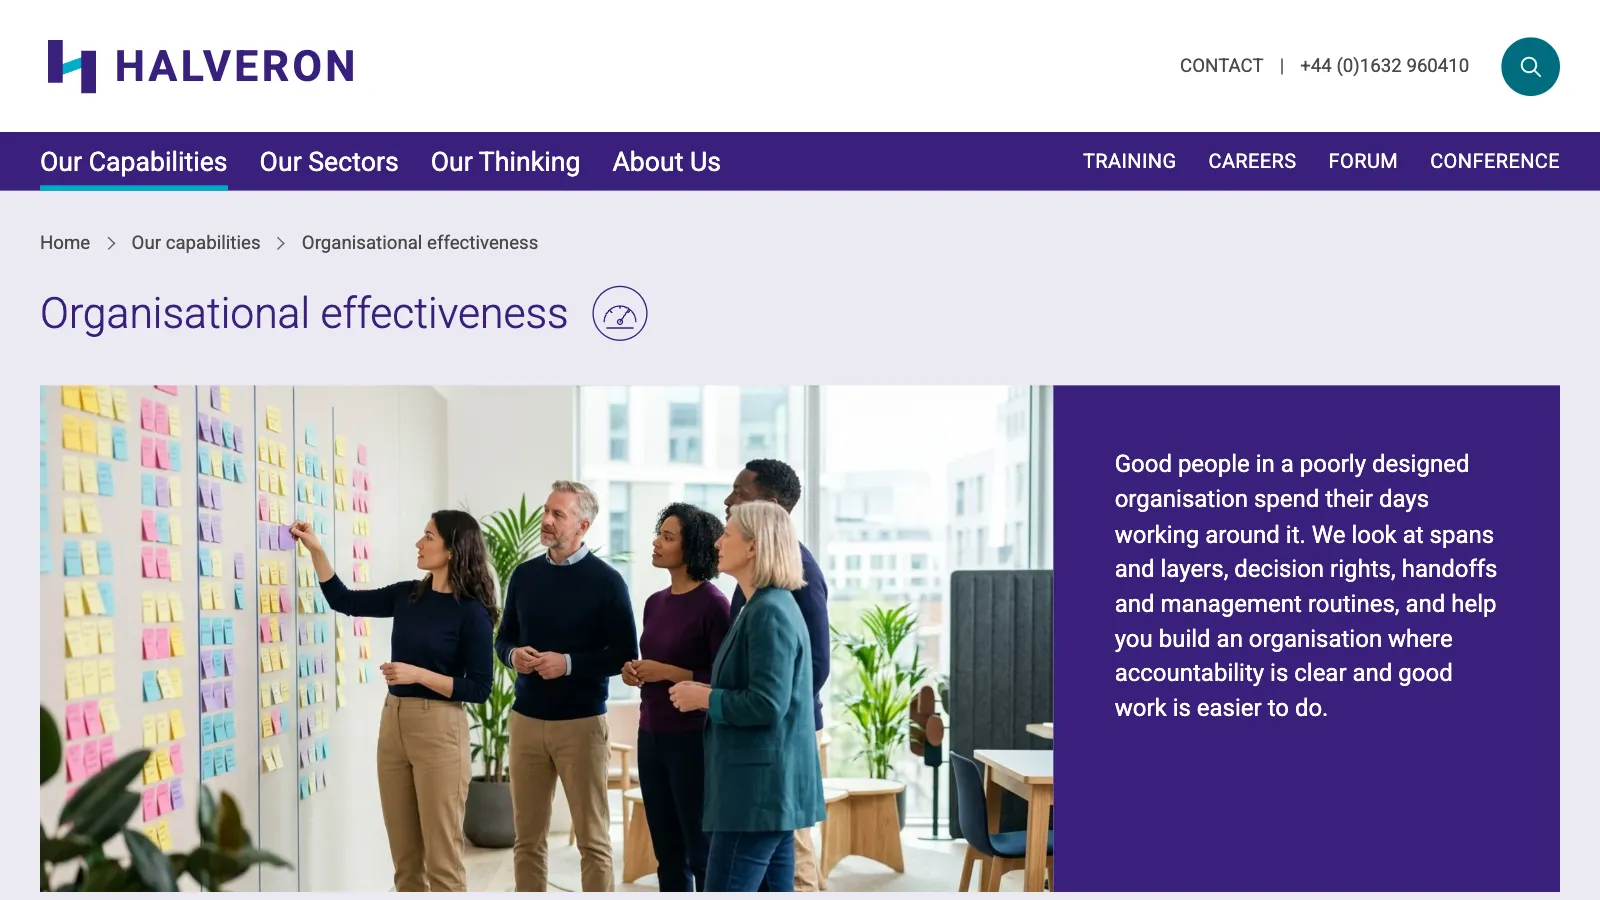 HALVERON
CONTACT | +44 (0)1632 960410
Our Capabilities Our Sectors Our Thinking About Us TRAINING CAREERS FORUM CONFERENCE
Home > Our capabilities > Organisational effectiveness
Organisational effectiveness
Good people in a poorly designed
organisation spend their days
working around it. We look at spans
and layers, decision rights, handoffs
and management routines, and help
you build an organisation where
accountability is clear and good
work is easier to do.